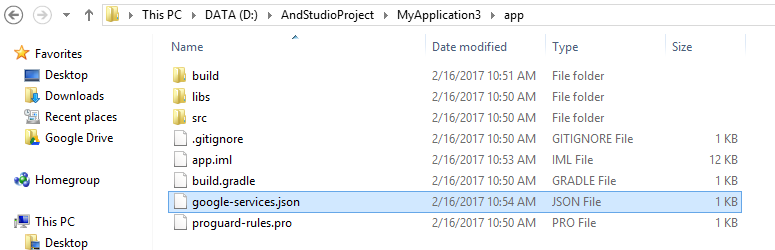 This PC DATA (D:) AndStudioProject MyApplication3 app
Favorites
Desktop
Downloads
Recent places
Google Drive
Homegroup
This PC
Desktop
Name Date modified Type Size
build 2/16/2017 10:51 AM File folder
libs 2/16/2017 10:50 AM File folder
src 2/16/2017 10:50 AM File folder
.gitignore 2/16/2017 10:50 AM GITIGNORE File 1 KB
app.iml 2/16/2017 10:53 AM IML File 12 KB
build.gradle 2/16/2017 10:50 AM GRADLE File 1 KB
google-services.json 2/16/2017 10:54 AM JSON File 1 KB
proguard-rules.pro 2/16/2017 10:50 AM PRO File 1 KB